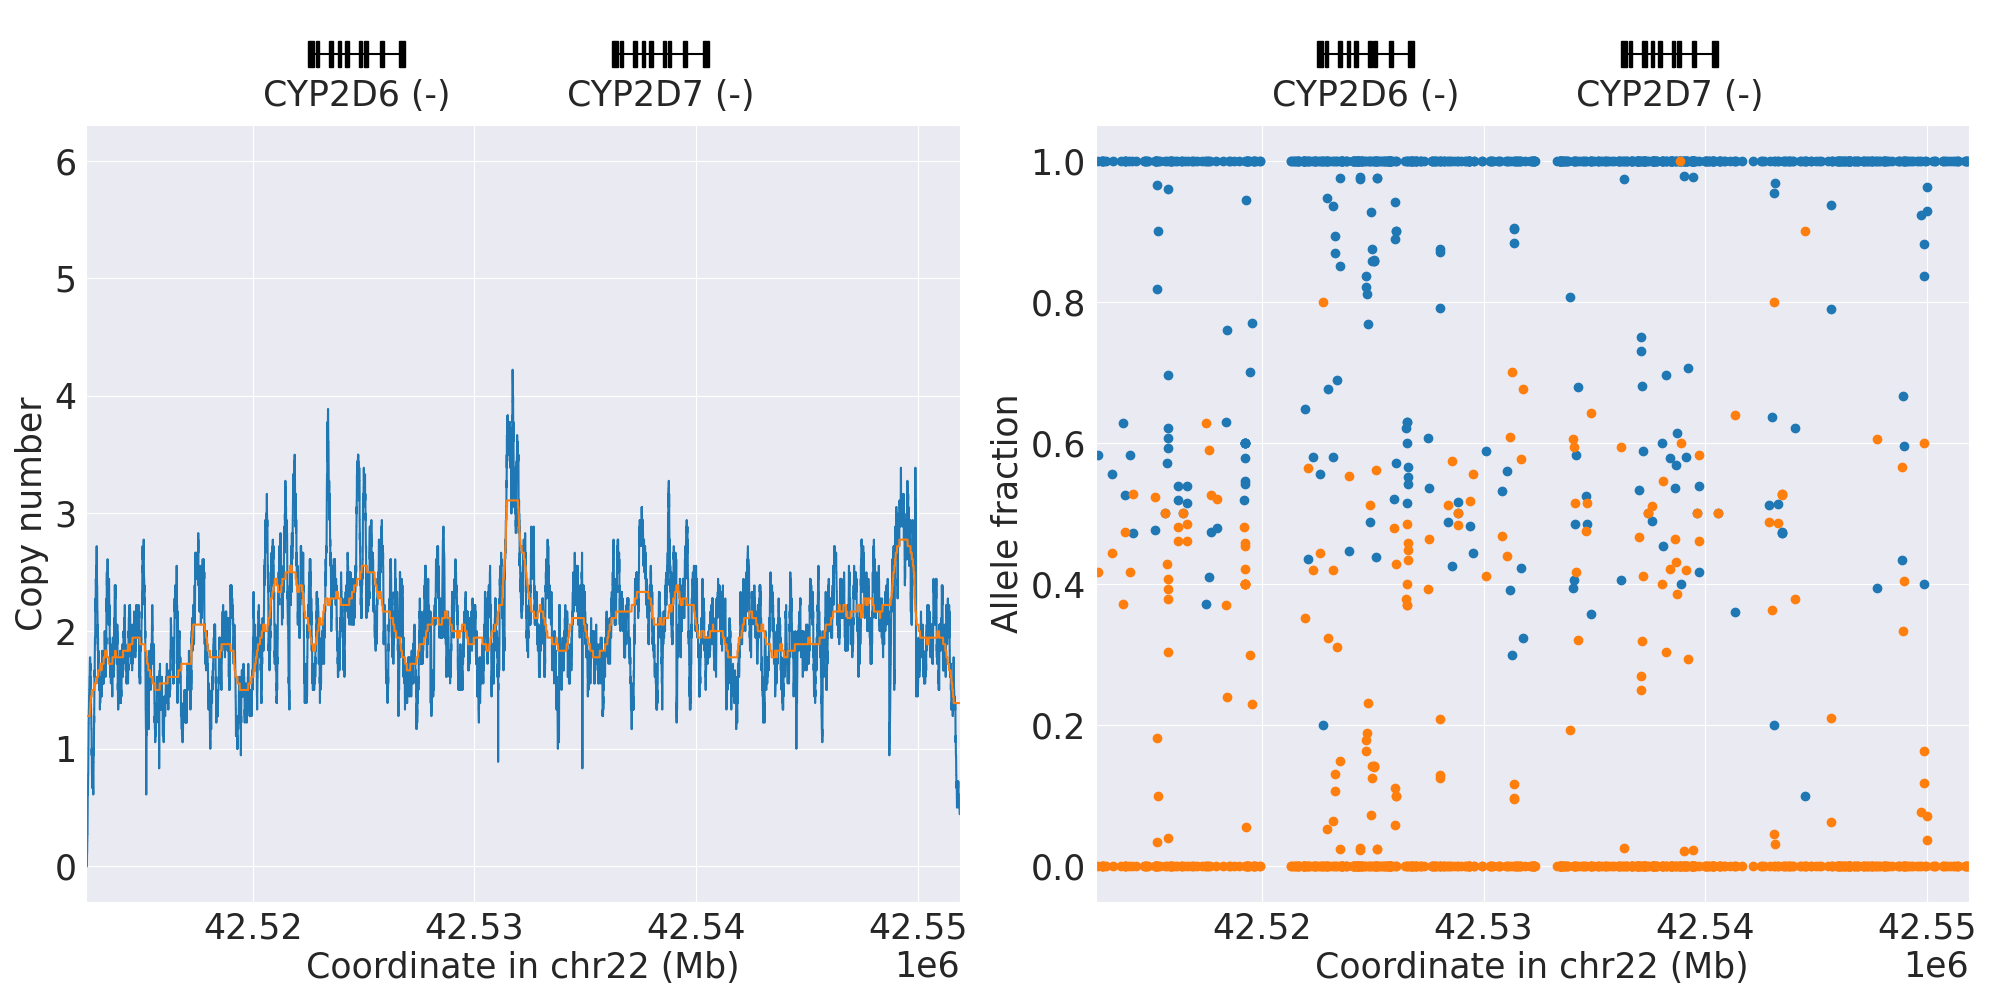 CYP2D6 (-)
CYP2D7 (-)
Copy number
6
5
4
3
2
1
0
42.52
42.53
42.54
42.55
Coordinate in chr22 (Mb)
1e6
CYP2D6 (-)
CYP2D7 (-)
Allele fraction
1.0
0.8
0.6
0.4
0.2
0.0
42.52
42.53
42.54
42.55
Coordinate in chr22 (Mb)
1e6